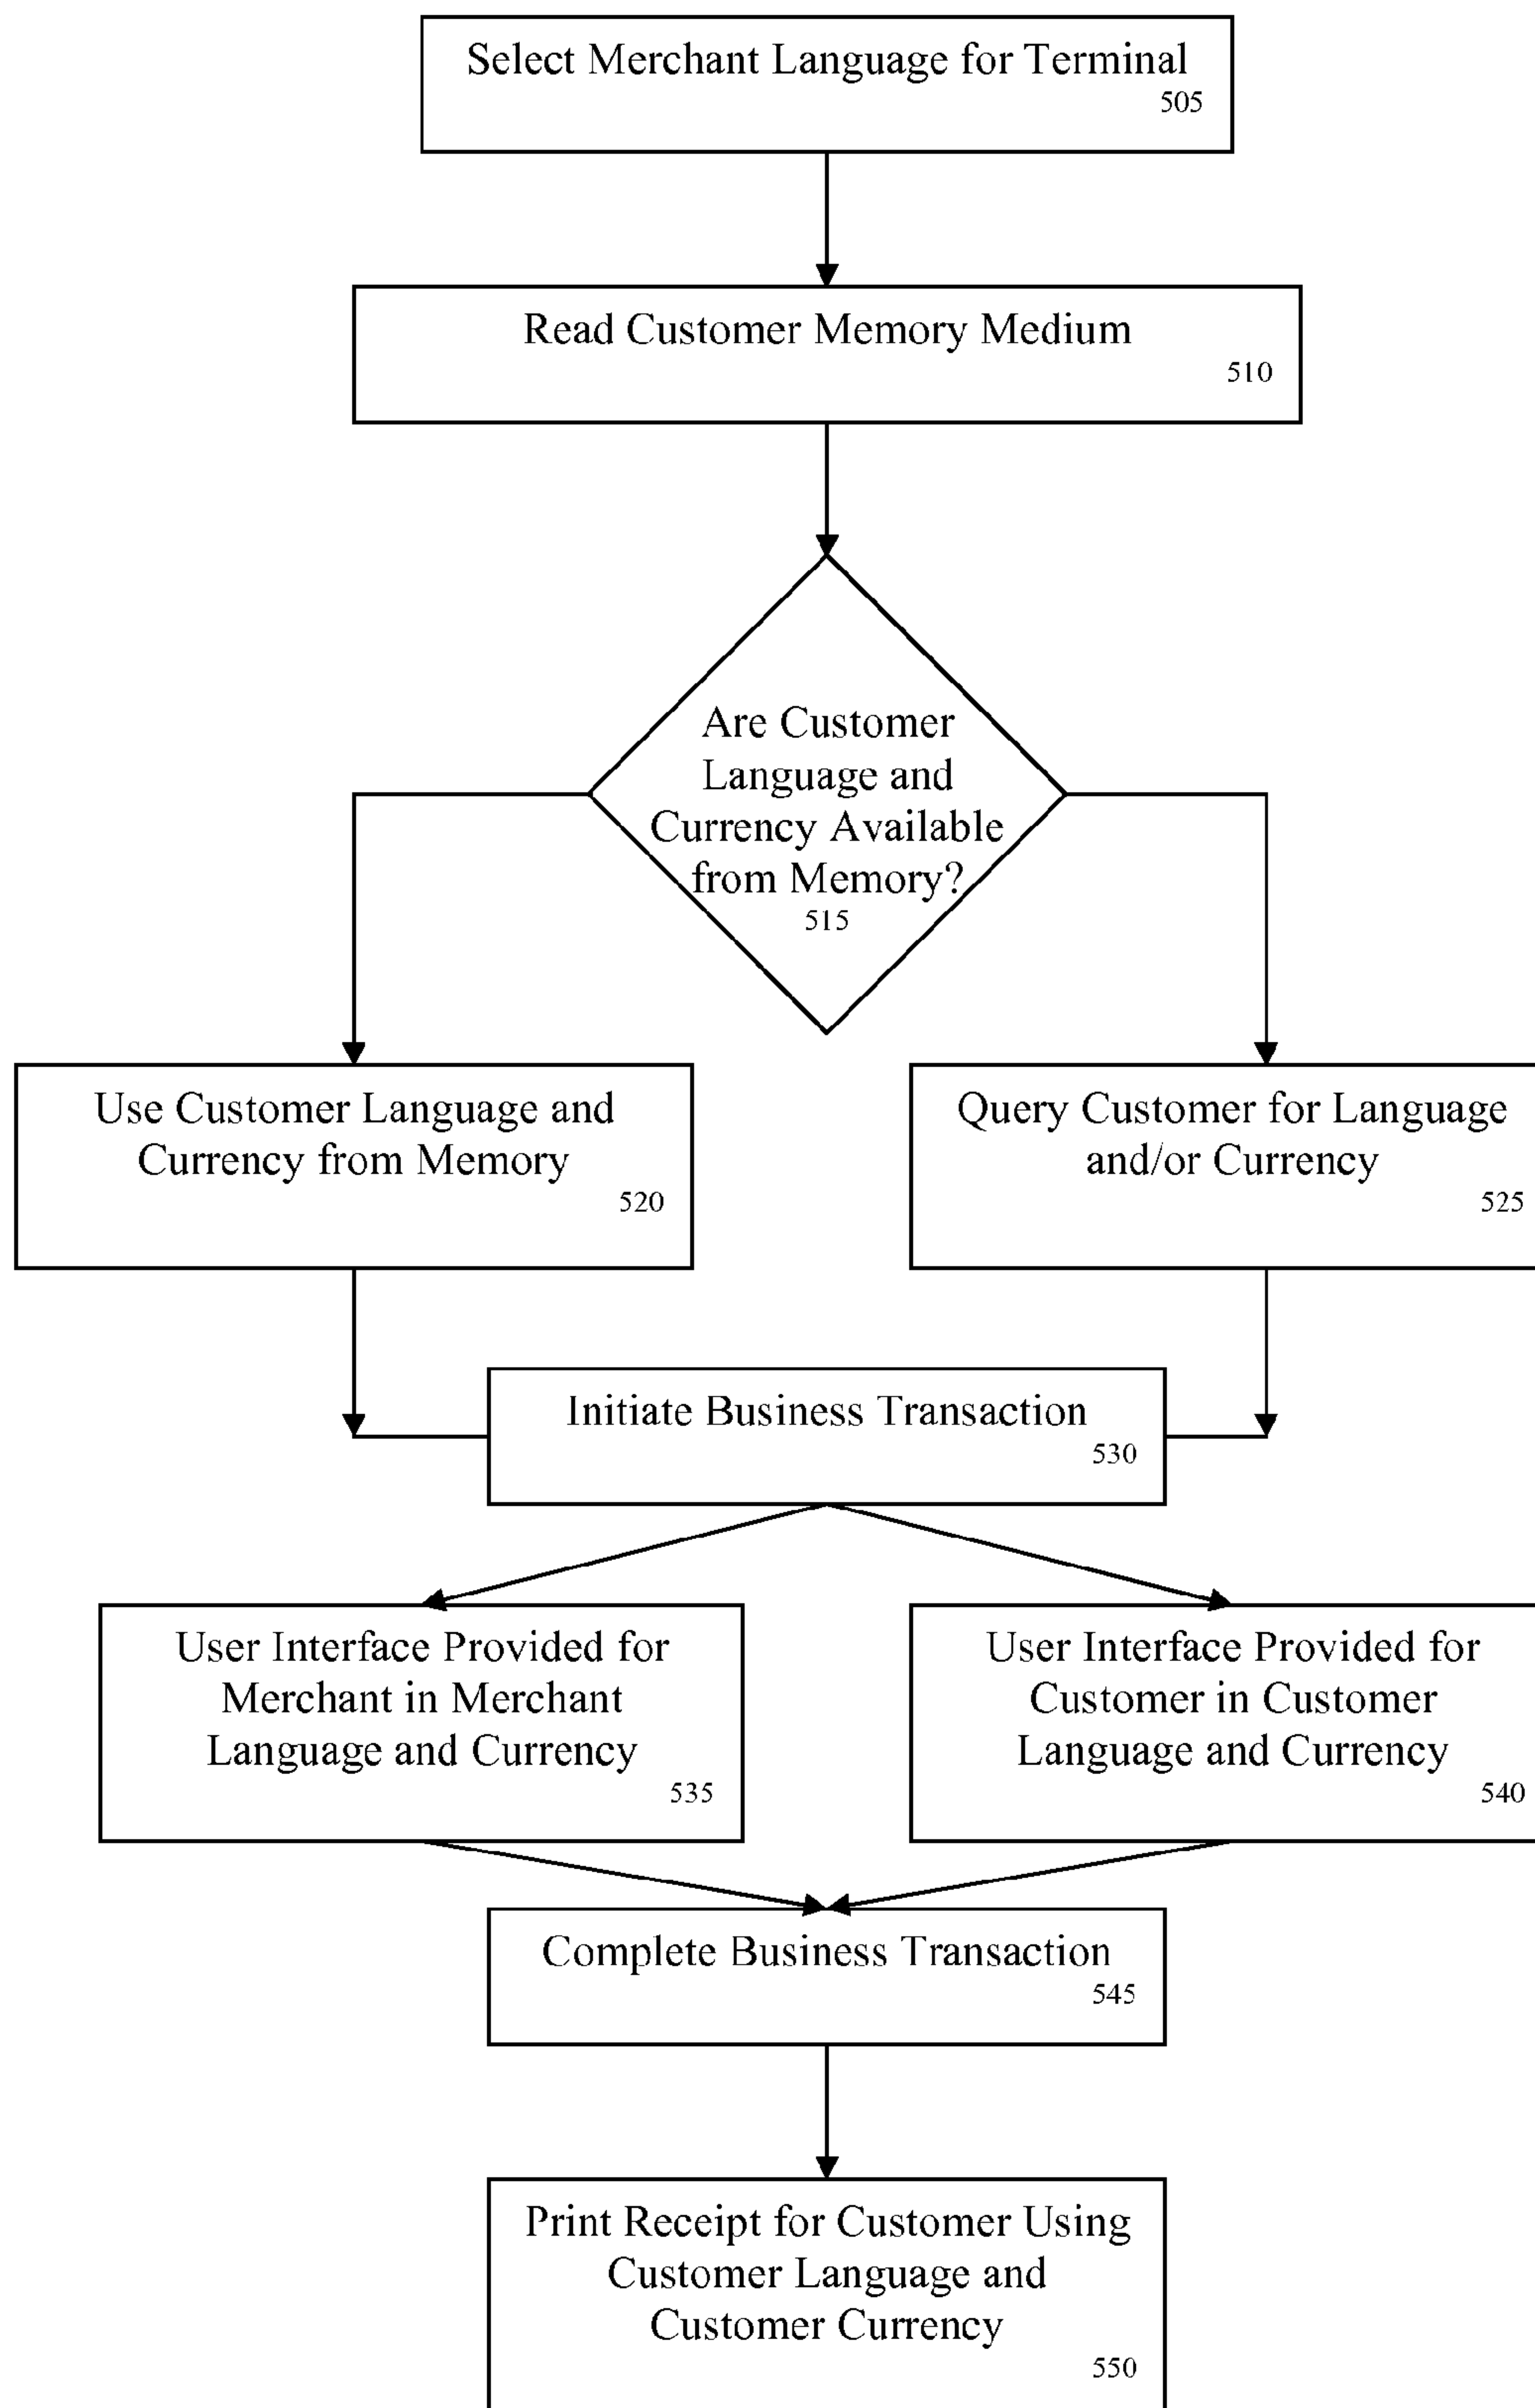 Select Merchant Language for Terminal
505
Read Customer Memory Medium
510
Are Customer
Language and
Currency Available
from Memory?
515
Use Customer Language and
Currency from Memory
520
Query Customer for Language
and/or Currency
525
Initiate Business Transaction
530
User Interface Provided for
Merchant in Merchant
Language and Currency
535
User Interface Provided for
Customer in Customer
Language and Currency
540
Complete Business Transaction
545
Print Receipt for Customer Using
Customer Language and
Customer Currency
550